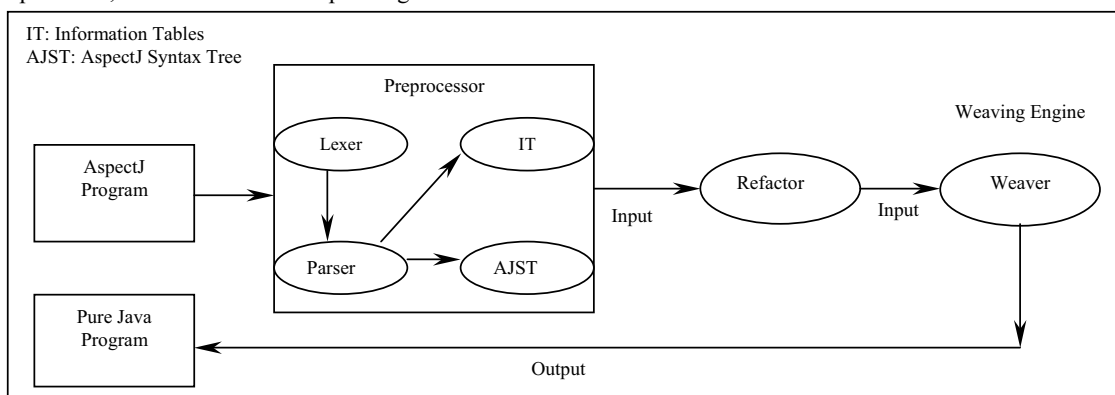 IT: Information Tables
AJST: AspectJ Syntax Tree
Preprocessor
Weaving Engine
Lexer
IT
AspectJ
Program
Refactor
Weaver
Input
Input
Parser
AJST
Pure Java
Program
Output